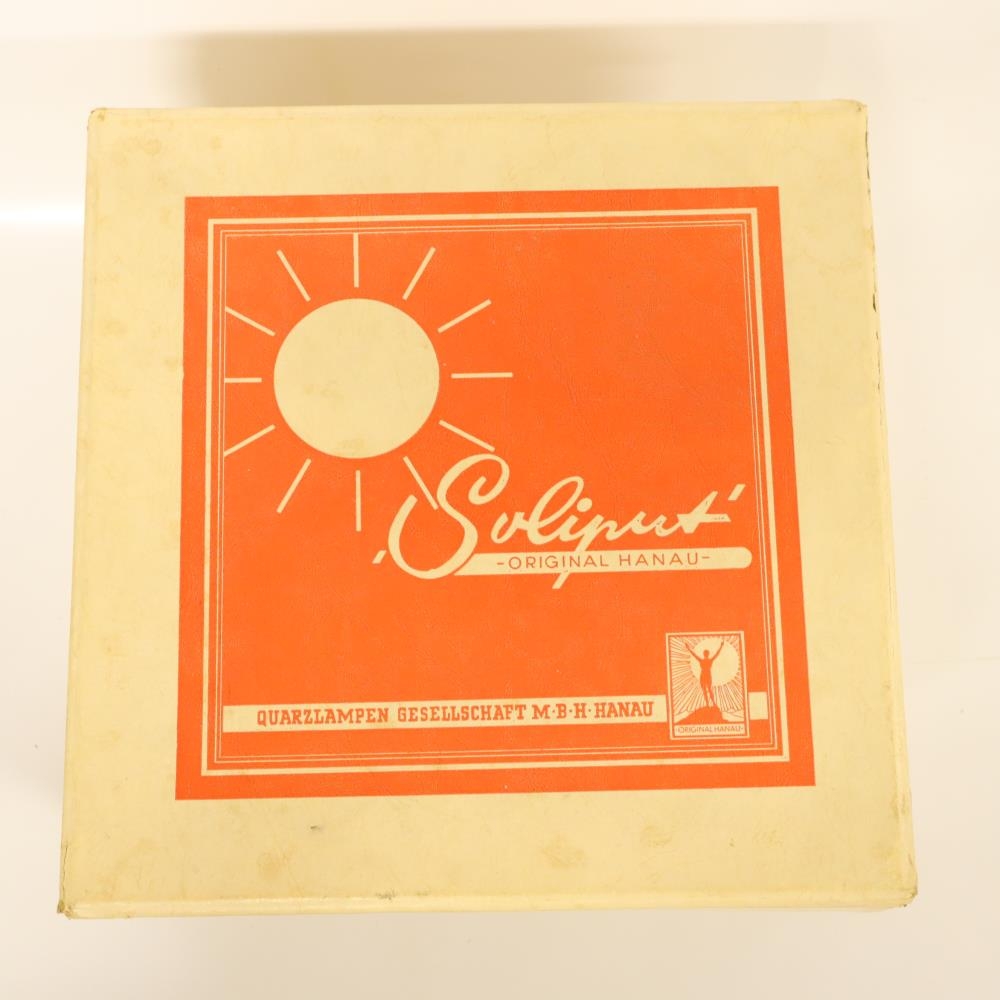 'Soliput'
-ORIGINAL HANAU-
QUARZLAMPEN GESELLSCHAFT M·B·H·HANAU
-ORIGINAL HANAU-